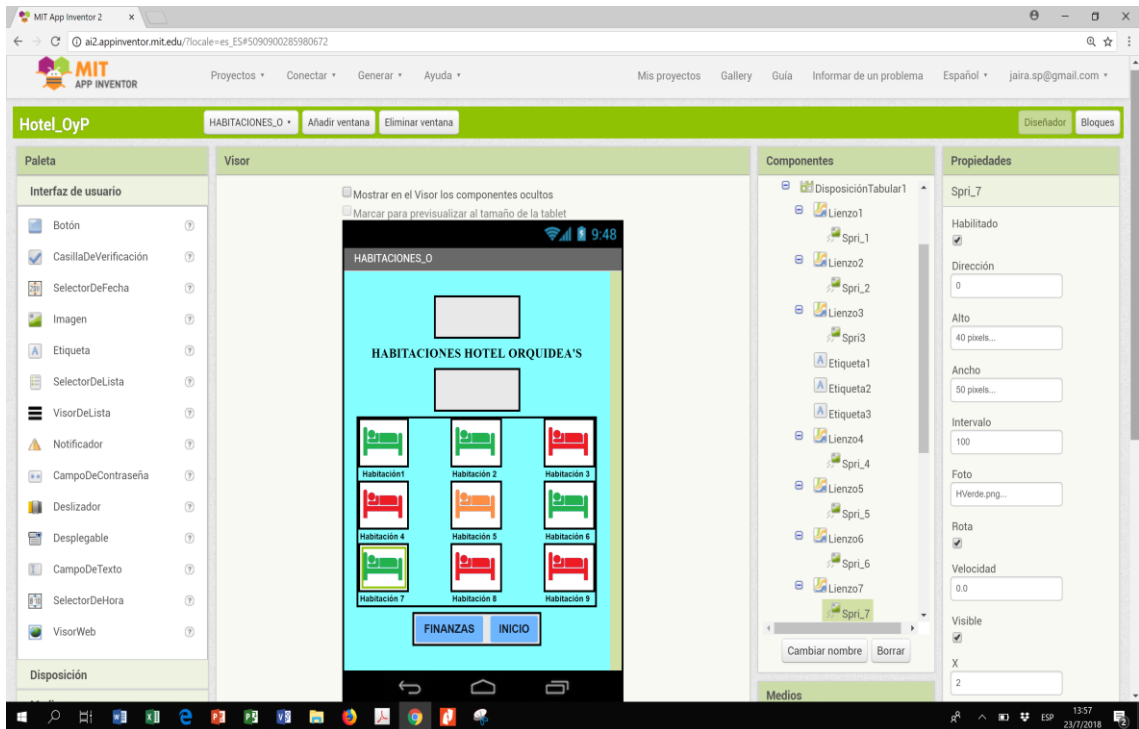 MIT App Inventor 2
ai2.appinventor.mit.edu/?locale=es_ES#5090900285980672
MIT
APP INVENTOR
Proyectos
Conectar
Generar
Ayuda
Mis proyectos
Gallery
Guía
Informar de un problema
Español
jaira.sp@gmail.com
Hotel_OyP
HABITACIONES_O
Añadir ventana
Eliminar ventana
Diseñador
Bloques
Paleta
Interfaz de usuario
Botón
CasillaDeVerificación
SelectorDeFecha
Imagen
Etiqueta
SelectorDeLista
VisorDeLista
Notificador
CampoDeContraseña
Deslizador
Desplegable
CampoDeTexto
SelectorDeHora
VisorWeb
Disposición
Visor
Mostrar en el Visor los componentes ocultos
Marcar para previsualizar al tamaño de la tablet
9:48
HABITACIONES_O
HABITACIONES HOTEL ORQUIDEA'S
Habitación1
Habitación 2
Habitación 3
Habitación 4
Habitación 5
Habitación 6
Habitación 7
Habitación 8
Habitación 9
FINANZAS
INICIO
Componentes
DisposiciónTabular1
Lienzo1
Spri_1
Lienzo2
Spri_2
Lienzo3
Spri3
Etiqueta1
Etiqueta2
Etiqueta3
Lienzo4
Spri_4
Lienzo5
Spri_5
Lienzo6
Spri_6
Lienzo7
Spri_7
Cambiar nombre
Borrar
Medios
Propiedades
Spri_7
Habilitado
Dirección
0
Alto
40 pixels...
Ancho
50 pixels...
Intervalo
100
Foto
HVerde.png...
Rota
Velocidad
0.0
Visible
X
2
ESP
13:57
23/7/2018